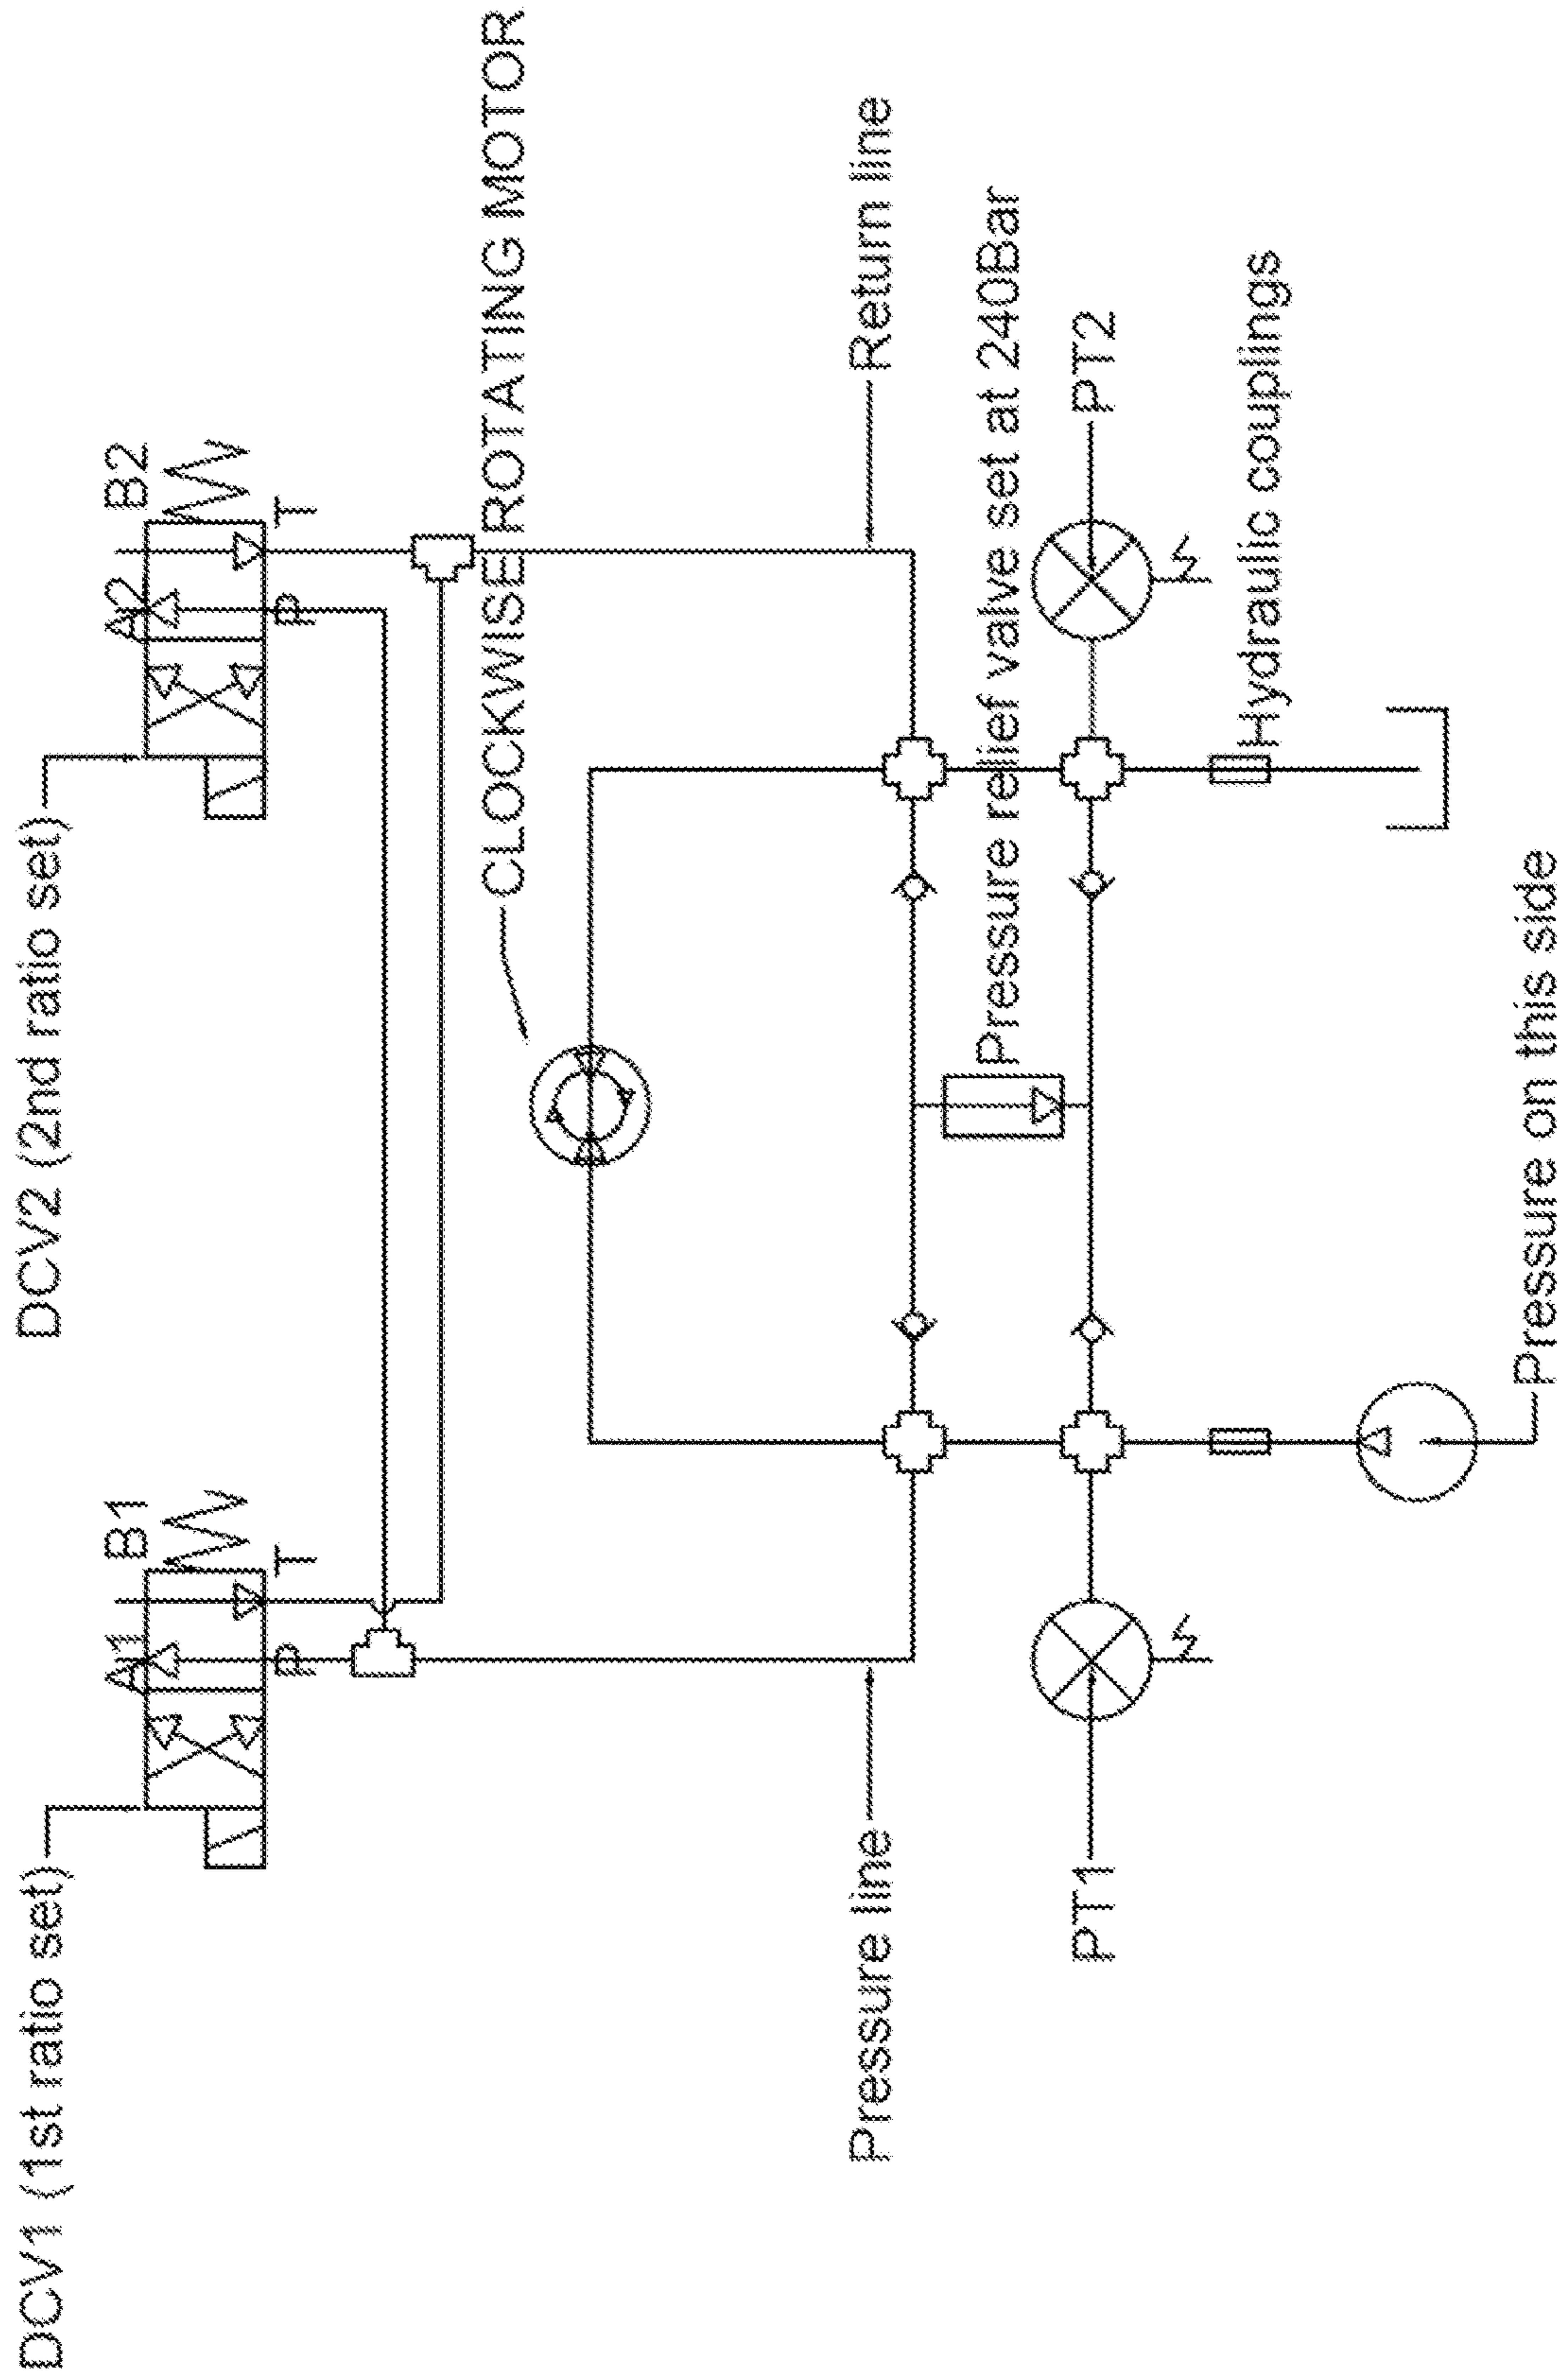 DCV1 (1st ratio set)
DCV2 (2nd ratio set)
A1
B1
A2
B2
P
T
P
T
CLOCKWISE ROTATING MOTOR
Pressure line
Return line
Pressure relief valve set at 240Bar
PT1
PT2
Hydraulic couplings
Pressure on this side